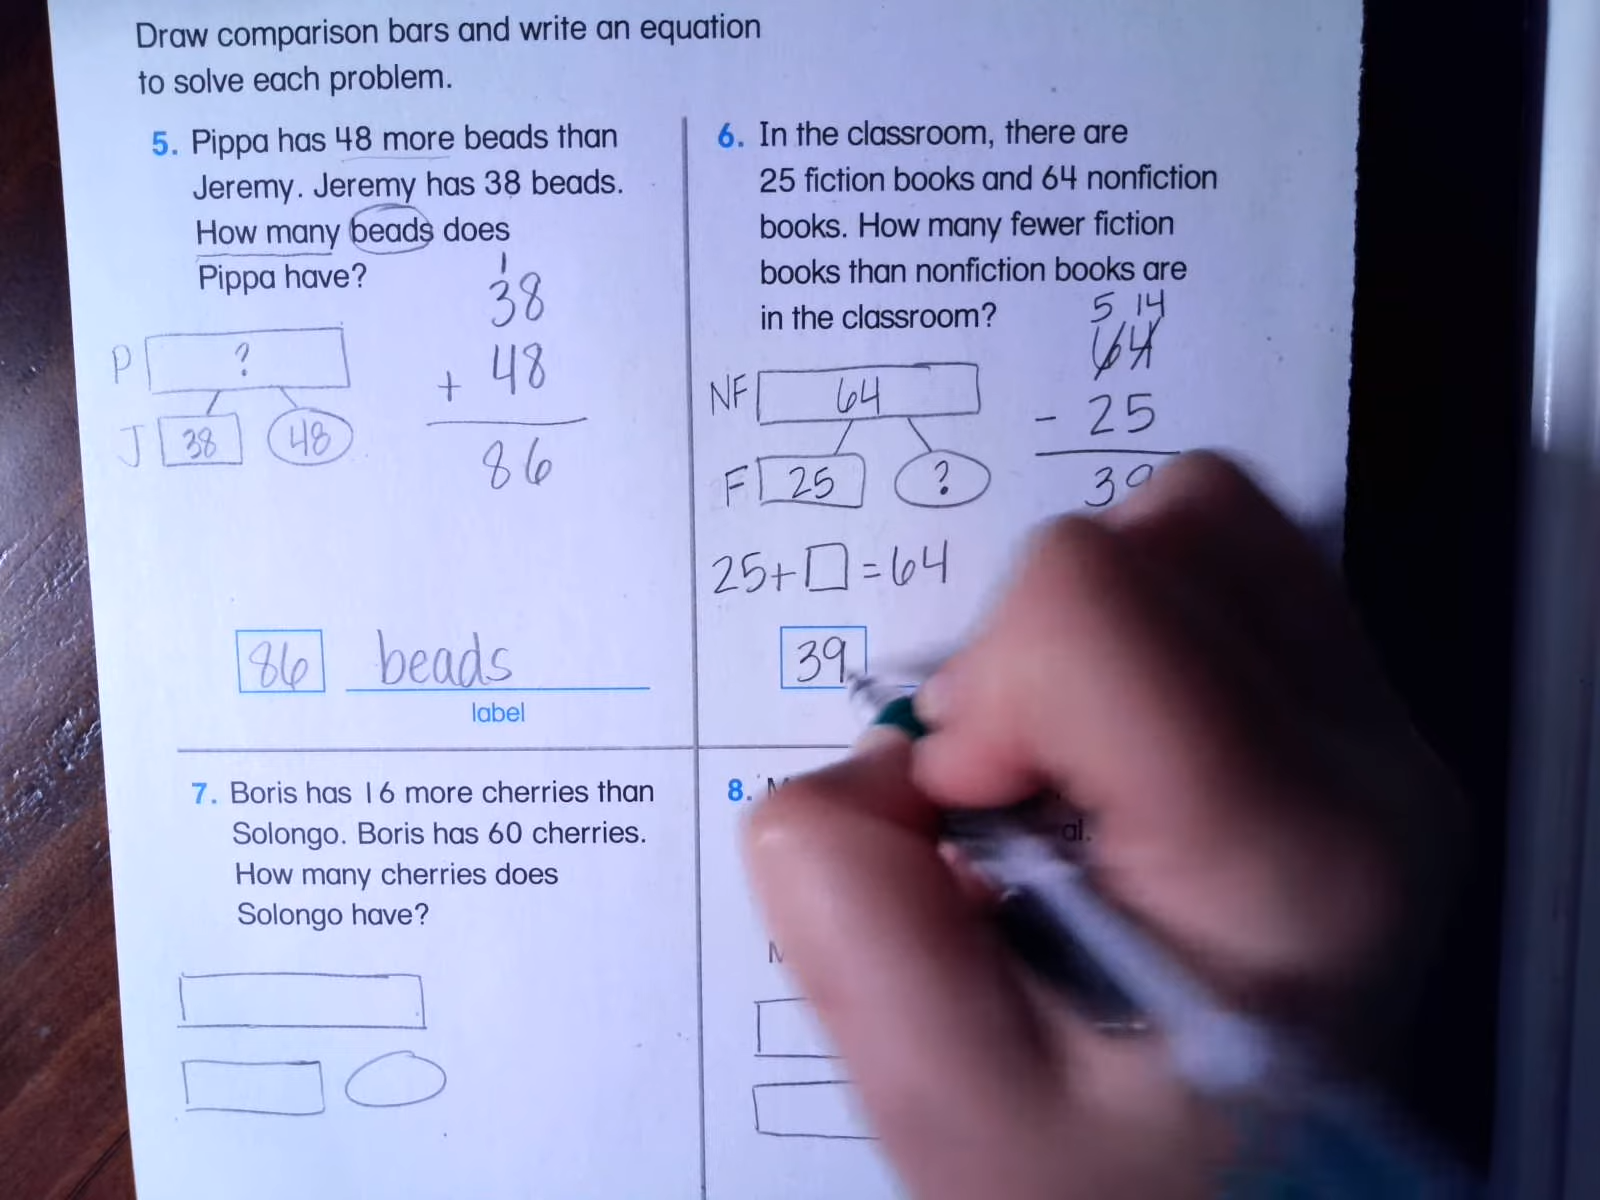 Draw comparison bars and write an equation
to solve each problem.
5. Pippa has 48 more beads than
Jeremy. Jeremy has 38 beads.
How many beads does
Pippa have?
1
38
+ 48
86
P ?
J 38 48
86 beads
label
6. In the classroom, there are
25 fiction books and 64 nonfiction
books. How many fewer fiction
books than nonfiction books are
in the classroom?
5 14
64
- 25
39
NF 64
F 25 ?
25+□=64
39
7. Boris has 16 more cherries than
Solongo. Boris has 60 cherries.
How many cherries does
Solongo have?
8.